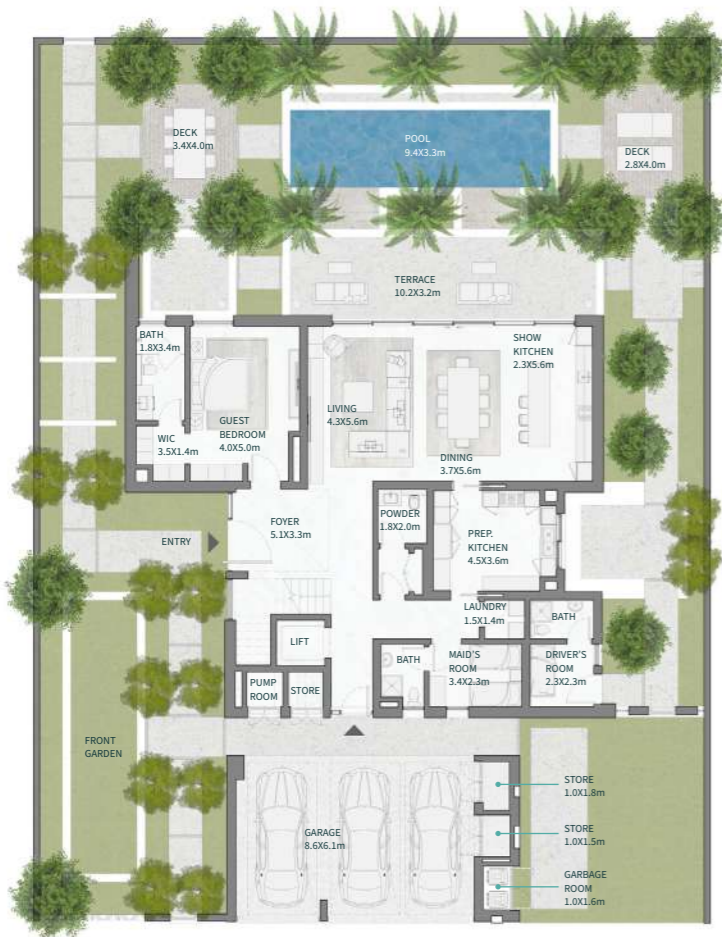 DECK
3.4X4.0m
POOL
9.4X3.3m
DECK
2.8X4.0m
TERRACE
10.2X3.2m
BATH
1.8X3.4m
SHOW
KITCHEN
2.3X5.6m
LIVING
4.3X5.6m
GUEST
BEDROOM
4.0X5.0m
WIC
3.5X1.4m
DINING
3.7X5.6m
POWDER
1.8X2.0m
FOYER
5.1X3.3m
PREP.
KITCHEN
4.5X3.6m
ENTRY
LAUNDRY
1.5X1.4m
BATH
LIFT
BATH
MAID'S
ROOM
3.4X2.3m
DRIVER'S
ROOM
2.3X2.3m
PUMP
ROOM
STORE
FRONT
GARDEN
STORE
1.0X1.8m
GARAGE
8.6X6.1m
STORE
1.0X1.5m
GARBAGE
ROOM
1.0X1.6m